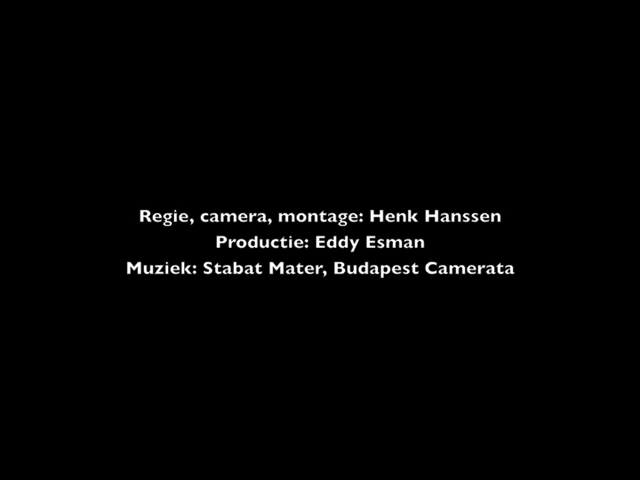 Regie, camera, montage: Henk Hanssen
Productie: Eddy Esman
Muziek: Stabat Mater, Budapest Camerata